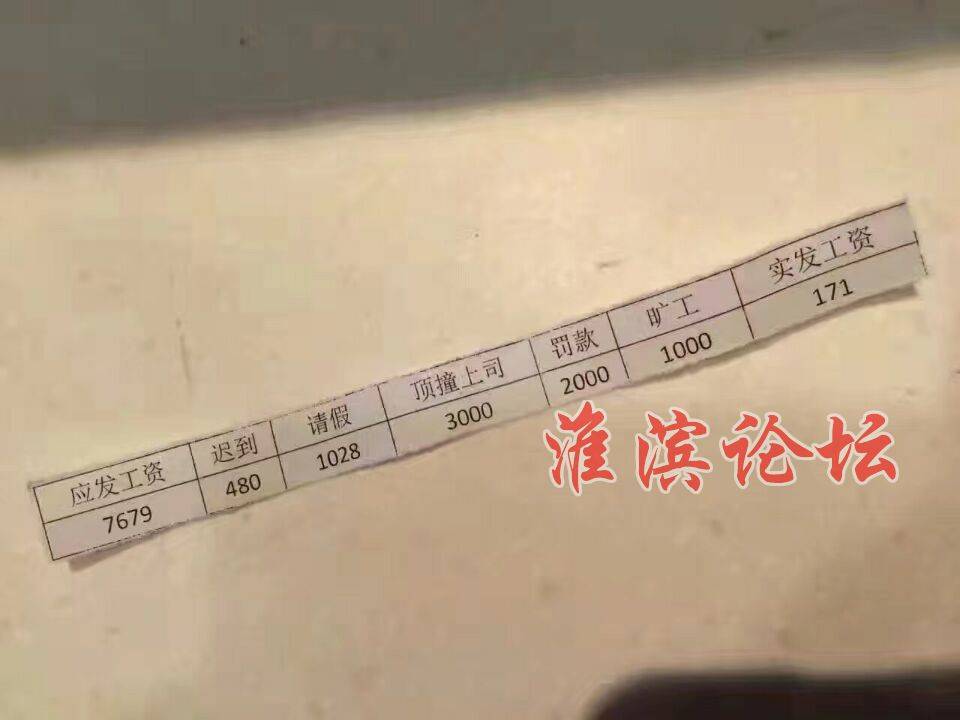 应发工资 迟到 请假 顶撞上司 罚款 旷工 实发工资
7679 480 1028 3000 2000 1000 171
淮滨论坛